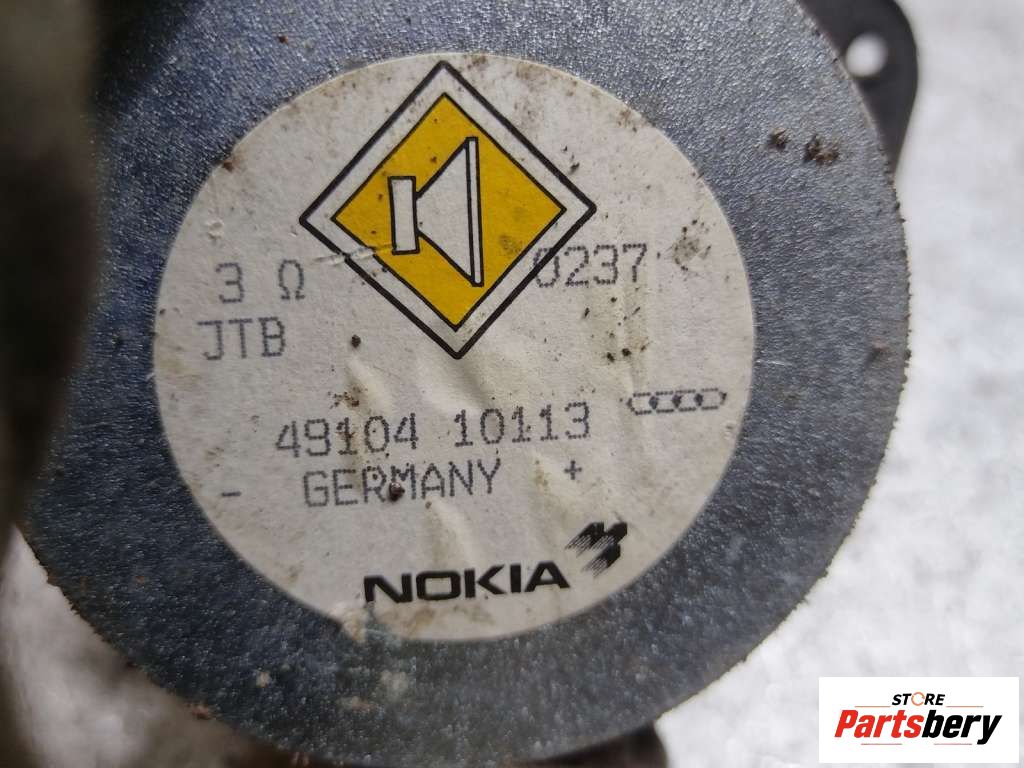 3 Ω 0237
JTB
49104 10113
- GERMANY +
NOKIA
STORE
Partsbery